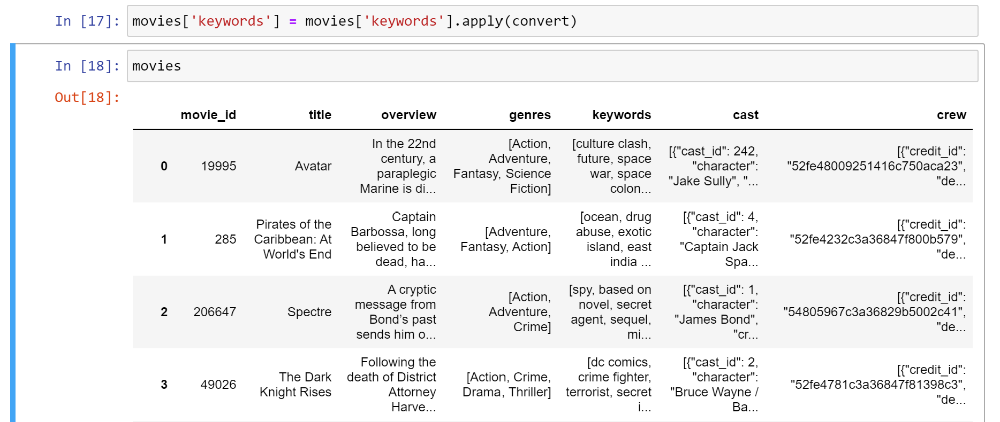 In [17]: movies['keywords'] = movies['keywords'].apply(convert)
In [18]: movies
Out[18]:
movie_id title overview genres keywords cast crew
0 19995 Avatar
In the 22nd
century, a
paraplegic
Marine is di...
[Action,
Adventure,
Fantasy, Science
Fiction]
[culture clash,
future, space
war, space
colon...
[{"cast_id": 242,
"character":
"Jake Sully", "...
[{"credit_id":
"52fe48009251416c750aca23",
"de...
1 285
Pirates of the
Caribbean: At
World's End
Captain
Barbossa, long
believed to be
dead, ha...
[Adventure,
Fantasy, Action]
[ocean, drug
abuse, exotic
island, east
india ...
[{"cast_id": 4,
"character":
"Captain Jack
Spa...
[{"credit_id":
"52fe4232c3a36847f800b579",
"de...
2 206647 Spectre
A cryptic
message from
Bond’s past
sends him o...
[Action,
Adventure,
Crime]
[spy, based on
novel, secret
agent, sequel,
mi...
[{"cast_id": 1,
"character":
"James Bond",
"cr...
[{"credit_id":
"54805967c3a36829b5002c41",
"de...
3 49026
The Dark
Knight Rises
Following the
death of District
Attorney
Harve...
[Action, Crime,
Drama, Thriller]
[dc comics,
crime fighter,
terrorist, secret
i...
[{"cast_id": 2,
"character":
"Bruce Wayne /
Ba...
[{"credit_id":
"52fe4781c3a36847f81398c3",
"de...